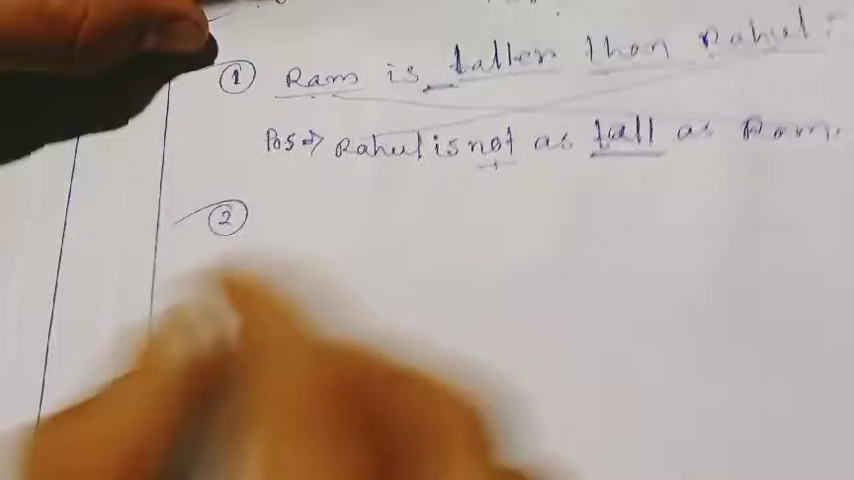 ① Ram is taller than Rahul.
Pos ⇒ Rahul is not as tall as Ram.
②